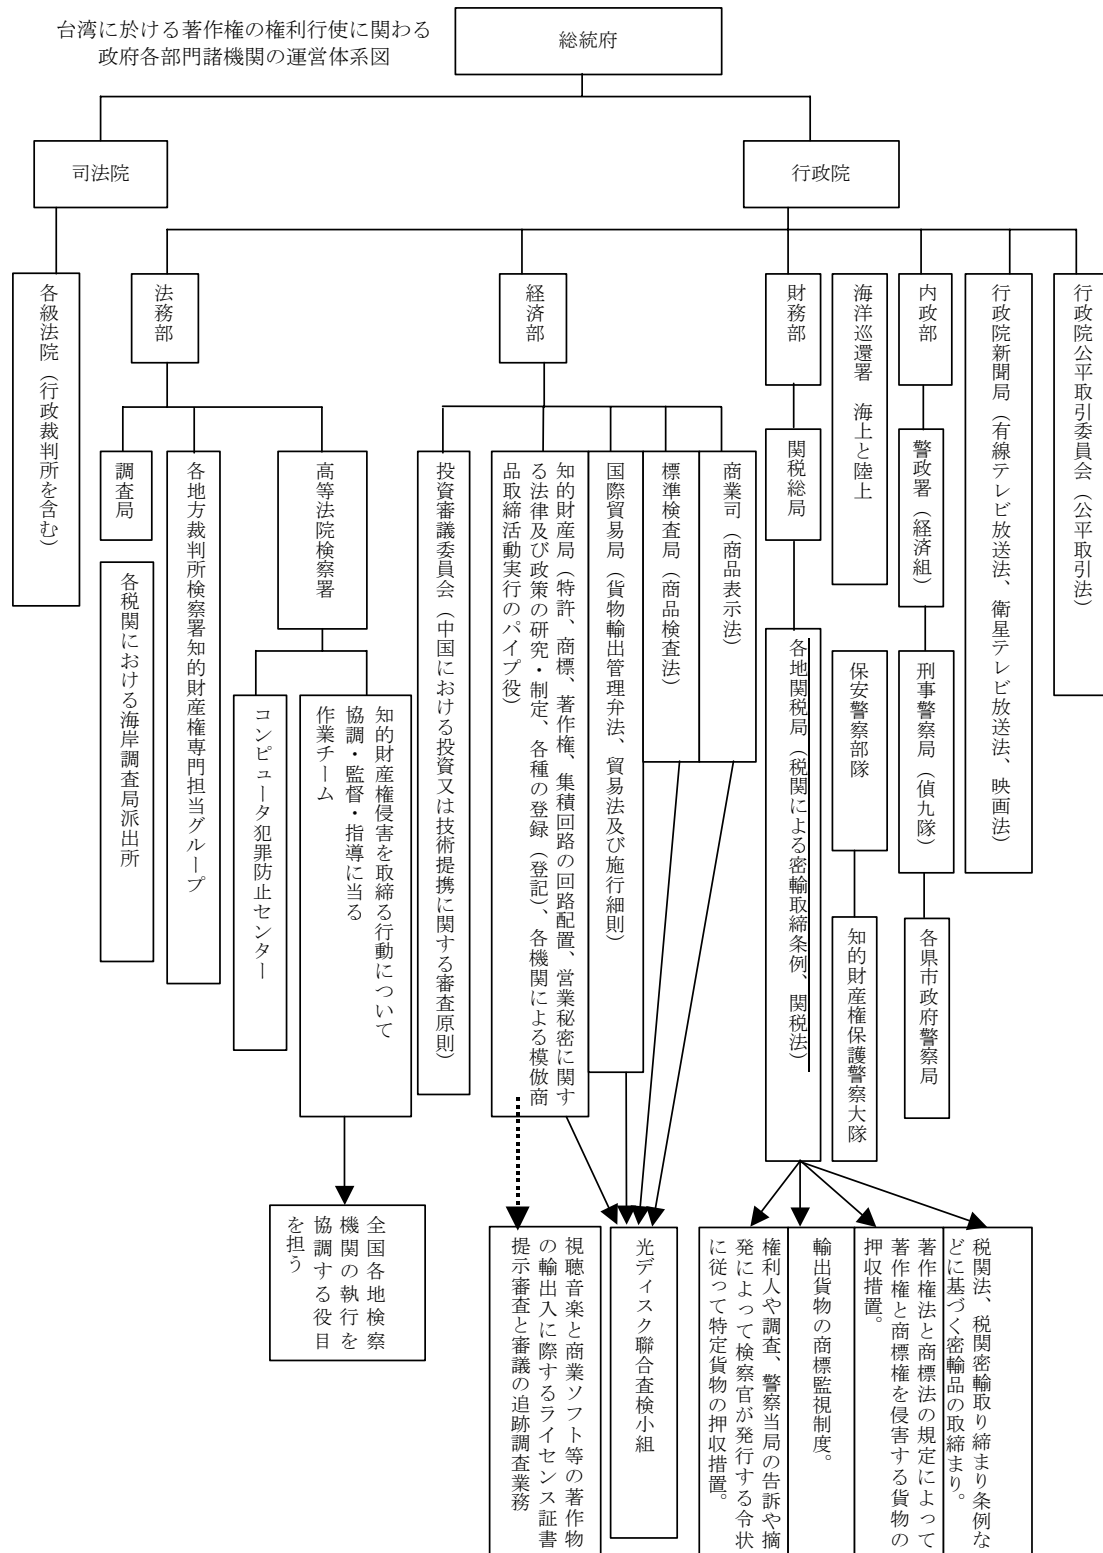 台湾に於ける著作権の権利行使に関わる
政府各部門諸機関の運営体系図
総統府
司法院
行政院
各級法院（行政裁判所を含む）
法務部
経済部
財務部
海洋巡還署　海上と陸上
内政部
行政院新聞局（有線テレビ放送法、衛星テレビ放送法、映画法）
行政院公平取引委員会（公平取引法）
調査局
各地方裁判所検察署知的財産権専門担当グループ
高等法院検察署
投資審議委員会（中国における投資又は技術提携に関する審査原則）
知的財産局（特許、商標、著作権、集積回路の回路配置、営業秘密に関す
る法律及び政策の研究・制定、各種の登録（登記）、各機関による模倣商
品取締活動実行のパイプ役）
国際貿易局（貨物輸出管理弁法、貿易法及び施行細則）
標準検査局（商品検査法）
商業司（商品表示法）
関税総局
警政署（経済組）
各税関における海岸調査局派出所
コンピュータ犯罪防止センター
知的財産権侵害を取締る行動について
協調・監督・指導に当る
作業チーム
各地関税局（税関による密輸取締条例、関税法）
保安警察部隊
刑事警察局（偵九隊）
知的財産権保護警察大隊
各県市政府警察局
全国各地検察
機関の執行を
協調する役目
を担う
視聴音楽と商業ソフト等の著作物
の輸出入に際するライセンス証書
提示審査と審議の追跡調査業務
光ディスク聯合査検小組
権利人や調査、警察当局の告訴や摘
発によって検察官が発行する令状
に従って特定貨物の押収措置。
輸出貨物の商標監視制度。
著作権法と商標法の規定によって
著作権と商標権を侵害する貨物の
押収措置。
税関法、税関密輸取り締まり条例な
どに基づく密輸品の取締まり。